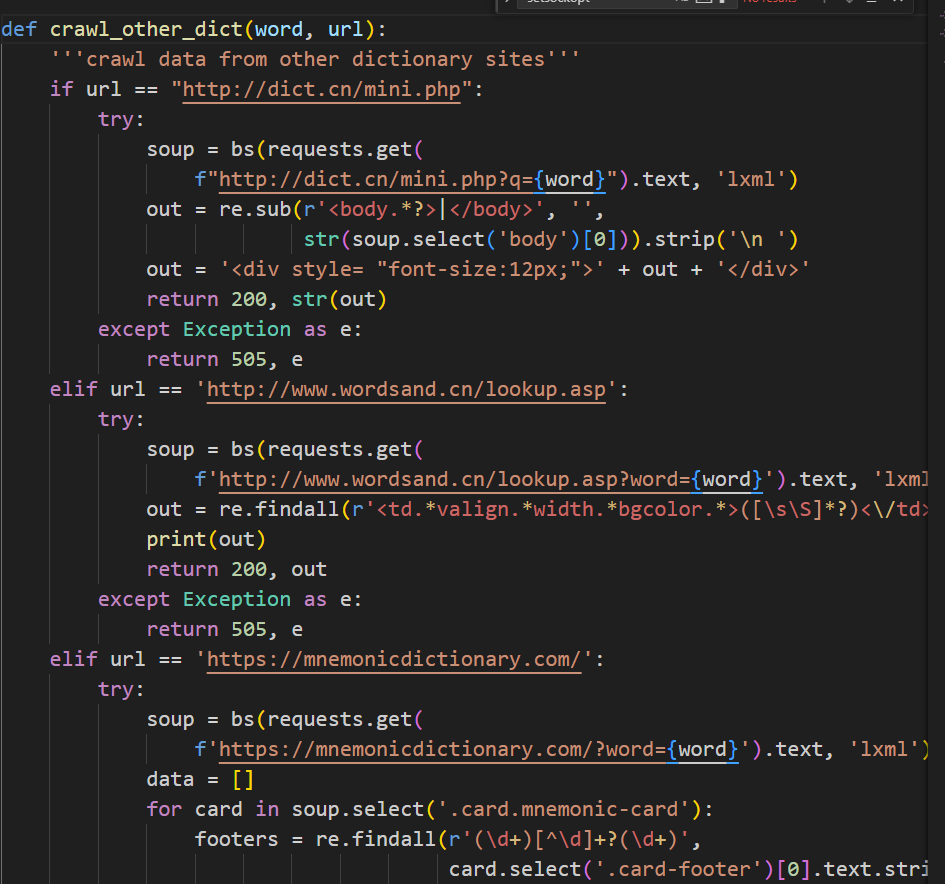 No results
def crawl_other_dict(word, url):
'''crawl data from other dictionary sites'''
if url == "http://dict.cn/mini.php":
try:
soup = bs(requests.get(
f"http://dict.cn/mini.php?q={word}").text, 'lxml')
out = re.sub(r'<body.*?>|</body>', '',
str(soup.select('body')[0])).strip('\n ')
out = '<div style= "font-size:12px;">' + out + '</div>'
return 200, str(out)
except Exception as e:
return 505, e
elif url == 'http://www.wordsand.cn/lookup.asp':
try:
soup = bs(requests.get(
f'http://www.wordsand.cn/lookup.asp?word={word}').text, 'lxml
out = re.findall(r'<td.*valign.*width.*bgcolor.*>([\s\S]*?)<\/td>
print(out)
return 200, out
except Exception as e:
return 505, e
elif url == 'https://mnemonicdictionary.com/':
try:
soup = bs(requests.get(
f'https://mnemonicdictionary.com/?word={word}').text, 'lxml')
data = []
for card in soup.select('.card.mnemonic-card'):
footers = re.findall(r'(\d+)[^\d]+?(\d+)',
card.select('.card-footer')[0].text.stri